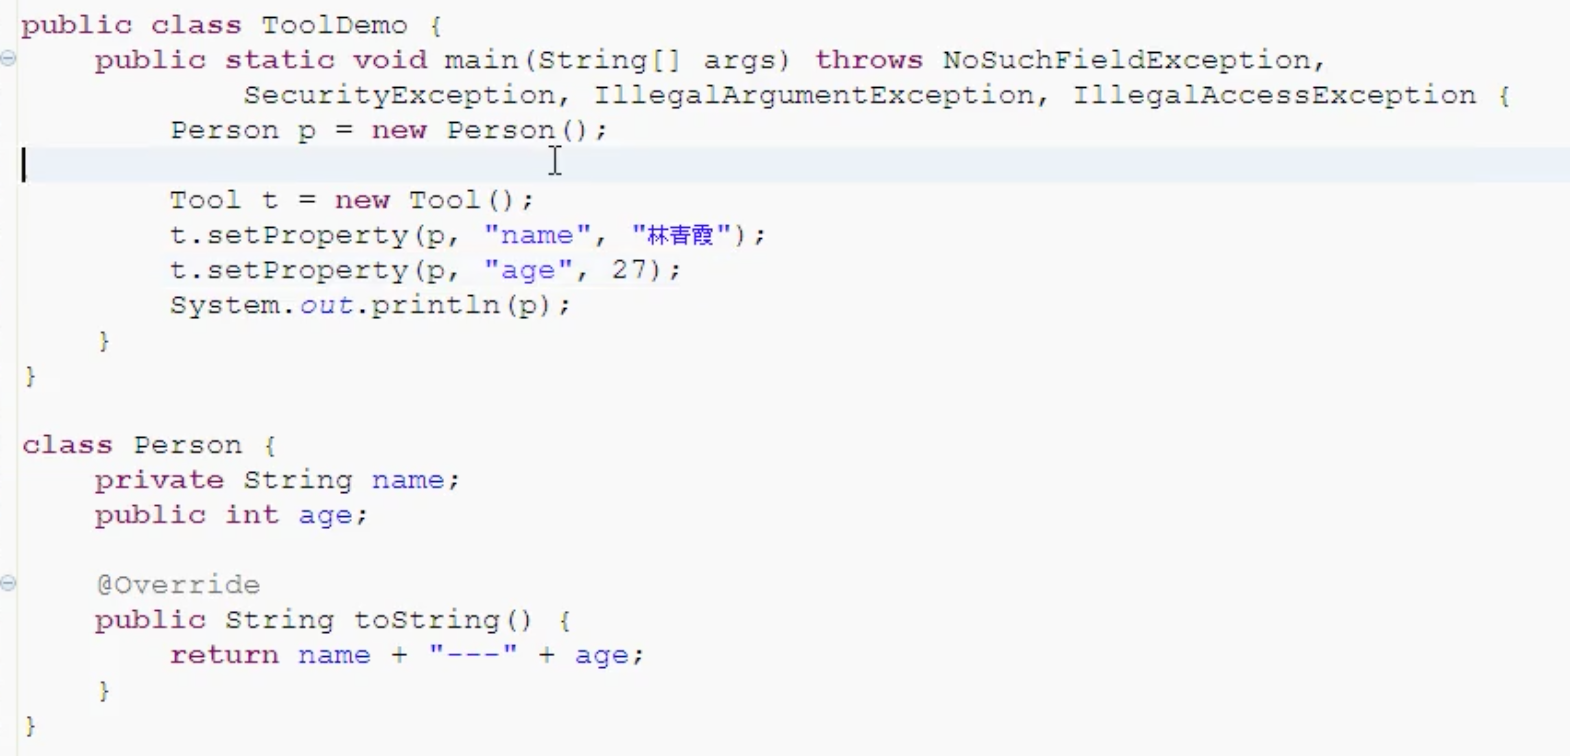 public class ToolDemo {
public static void main(String[] args) throws NoSuchFieldException,
SecurityException, IllegalArgumentException, IllegalAccessException {
Person p = new Person();
Tool t = new Tool();
t.setProperty(p, "name", "林青霞");
t.setProperty(p, "age", 27);
System.out.println(p);
}
}
class Person {
private String name;
public int age;
@Override
public String toString() {
return name + "---" + age;
}
}